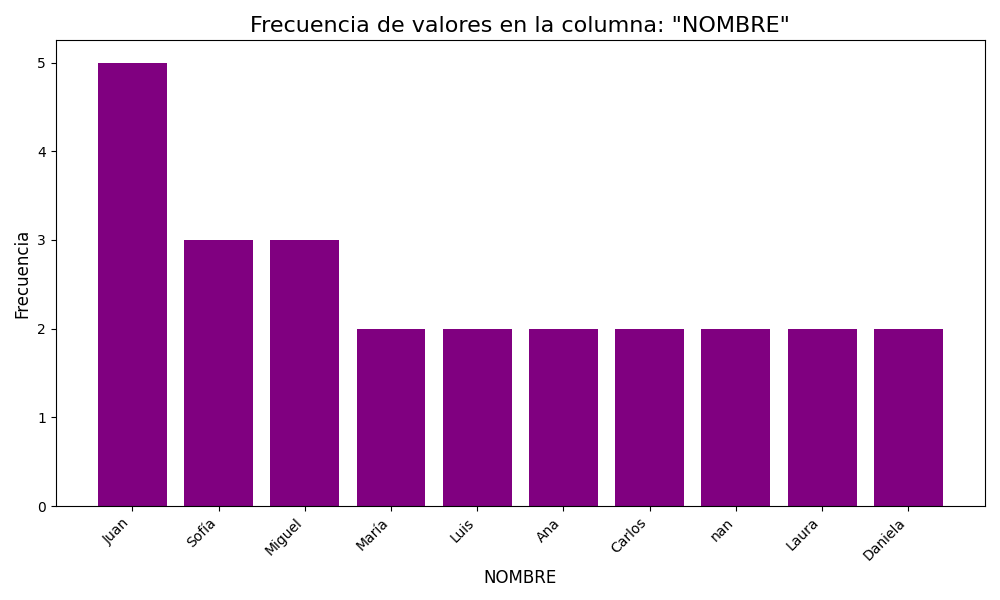 Frecuencia de valores en la columna: "NOMBRE"
5
4
3
2
1
0
Frecuencia
Juan
Sofía
Miguel
María
Luis
Ana
Carlos
nan
Laura
Daniela
NOMBRE